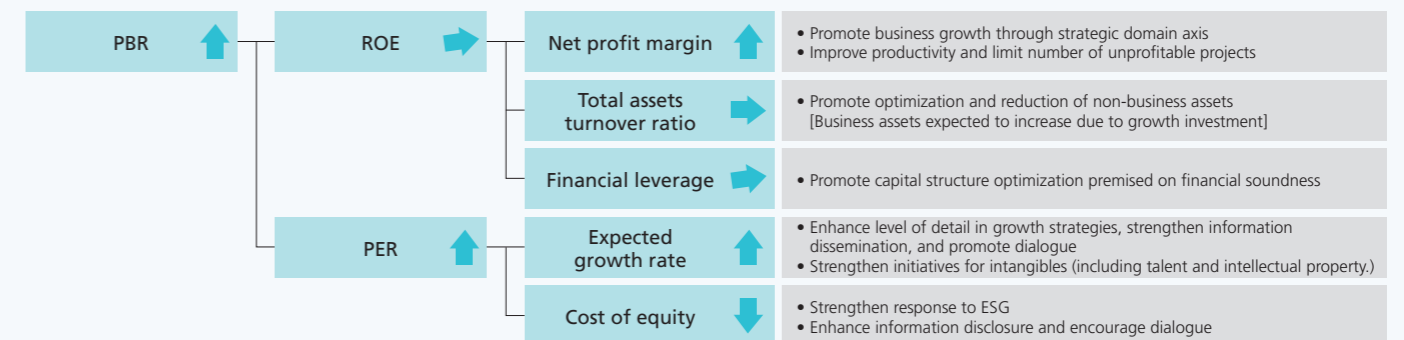 PBR
ROE
Net profit margin
• Promote business growth through strategic domain axis
• Improve productivity and limit number of unprofitable projects
Total assets
turnover ratio
• Promote optimization and reduction of non-business assets
[Business assets expected to increase due to growth investment]
Financial leverage
• Promote capital structure optimization premised on financial soundness
PER
Expected
growth rate
• Enhance level of detail in growth strategies, strengthen information
dissemination, and promote dialogue
• Strengthen initiatives for intangibles (including talent and intellectual property.)
Cost of equity
• Strengthen response to ESG
• Enhance information disclosure and encourage dialogue